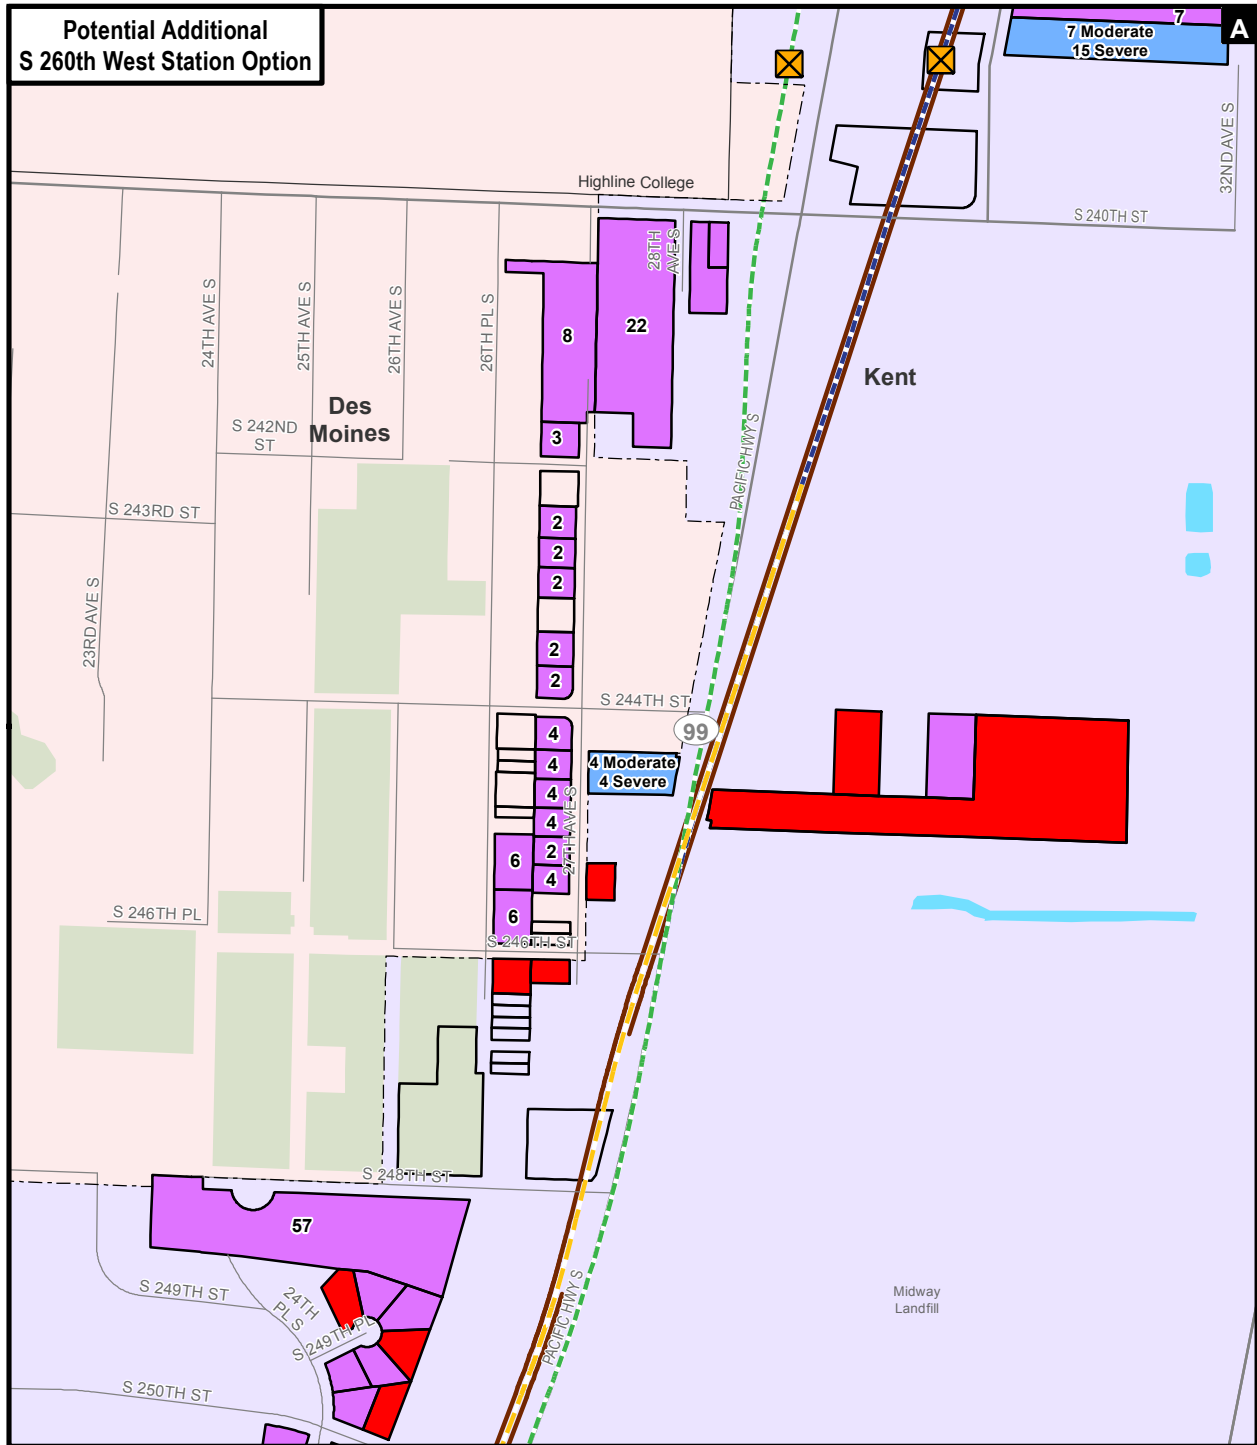 Potential Additional
S 260th West Station Option
A
7
7 Moderate
15 Severe
32ND AVE S
Highline College
S 240TH ST
28TH
AVE S
24TH AVE S
25TH AVE S
26TH AVE S
26TH PL S
8
22
Kent
Des
Moines
S 242ND
ST
3
PACIFIC HWY S
S 243RD ST
2
2
2
23RD AVE S
2
2
S 244TH ST
99
4
4
4 Moderate
4 Severe
4
4
27TH AVE S
6
2
4
6
S 246TH PL
S 246TH ST
S 248TH ST
57
S 249TH ST
24TH
PL S
S 249TH PL
PACIFIC HWY S
Midway
Landfill
S 250TH ST